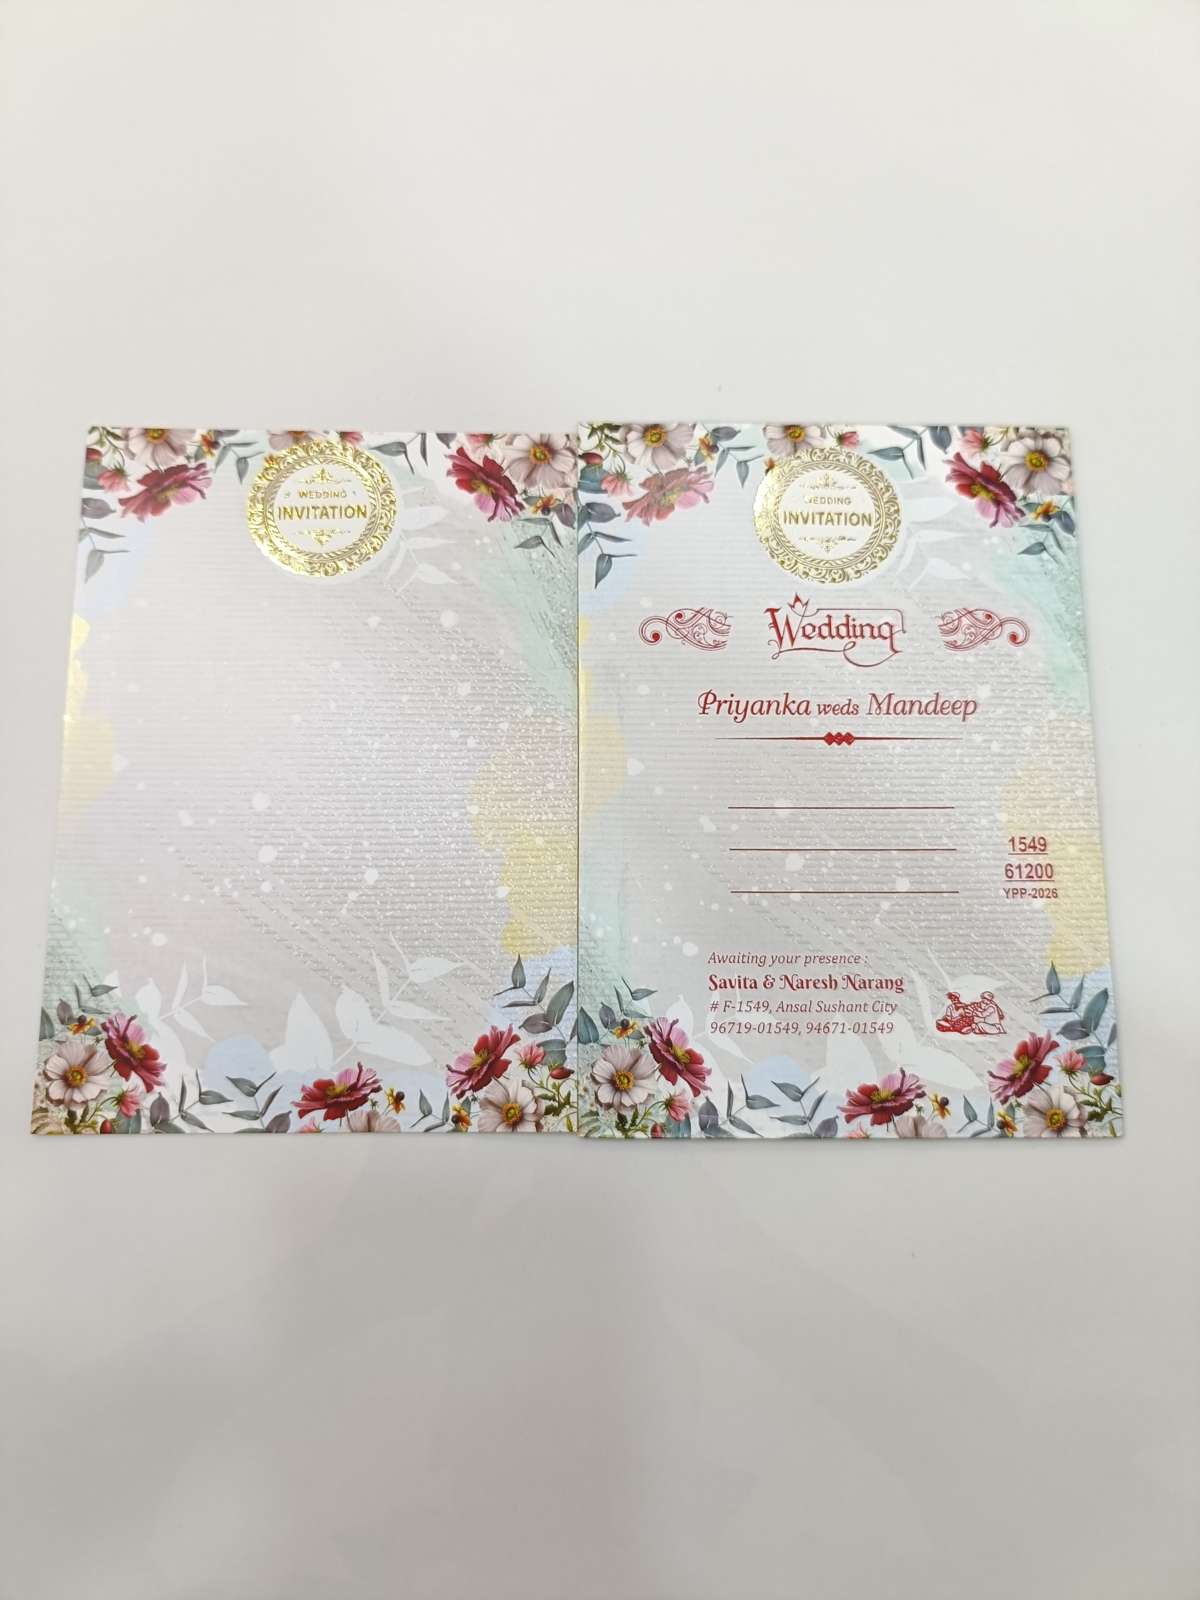 WEDDING
INVITATION
WEDDING
INVITATION
Wedding
Priyanka weds Mandeep
1549
61200
YPP-2026
Awaiting your presence :
Savita & Naresh Narang
# F-1549, Ansal Sushant City
96719-01549, 94671-01549